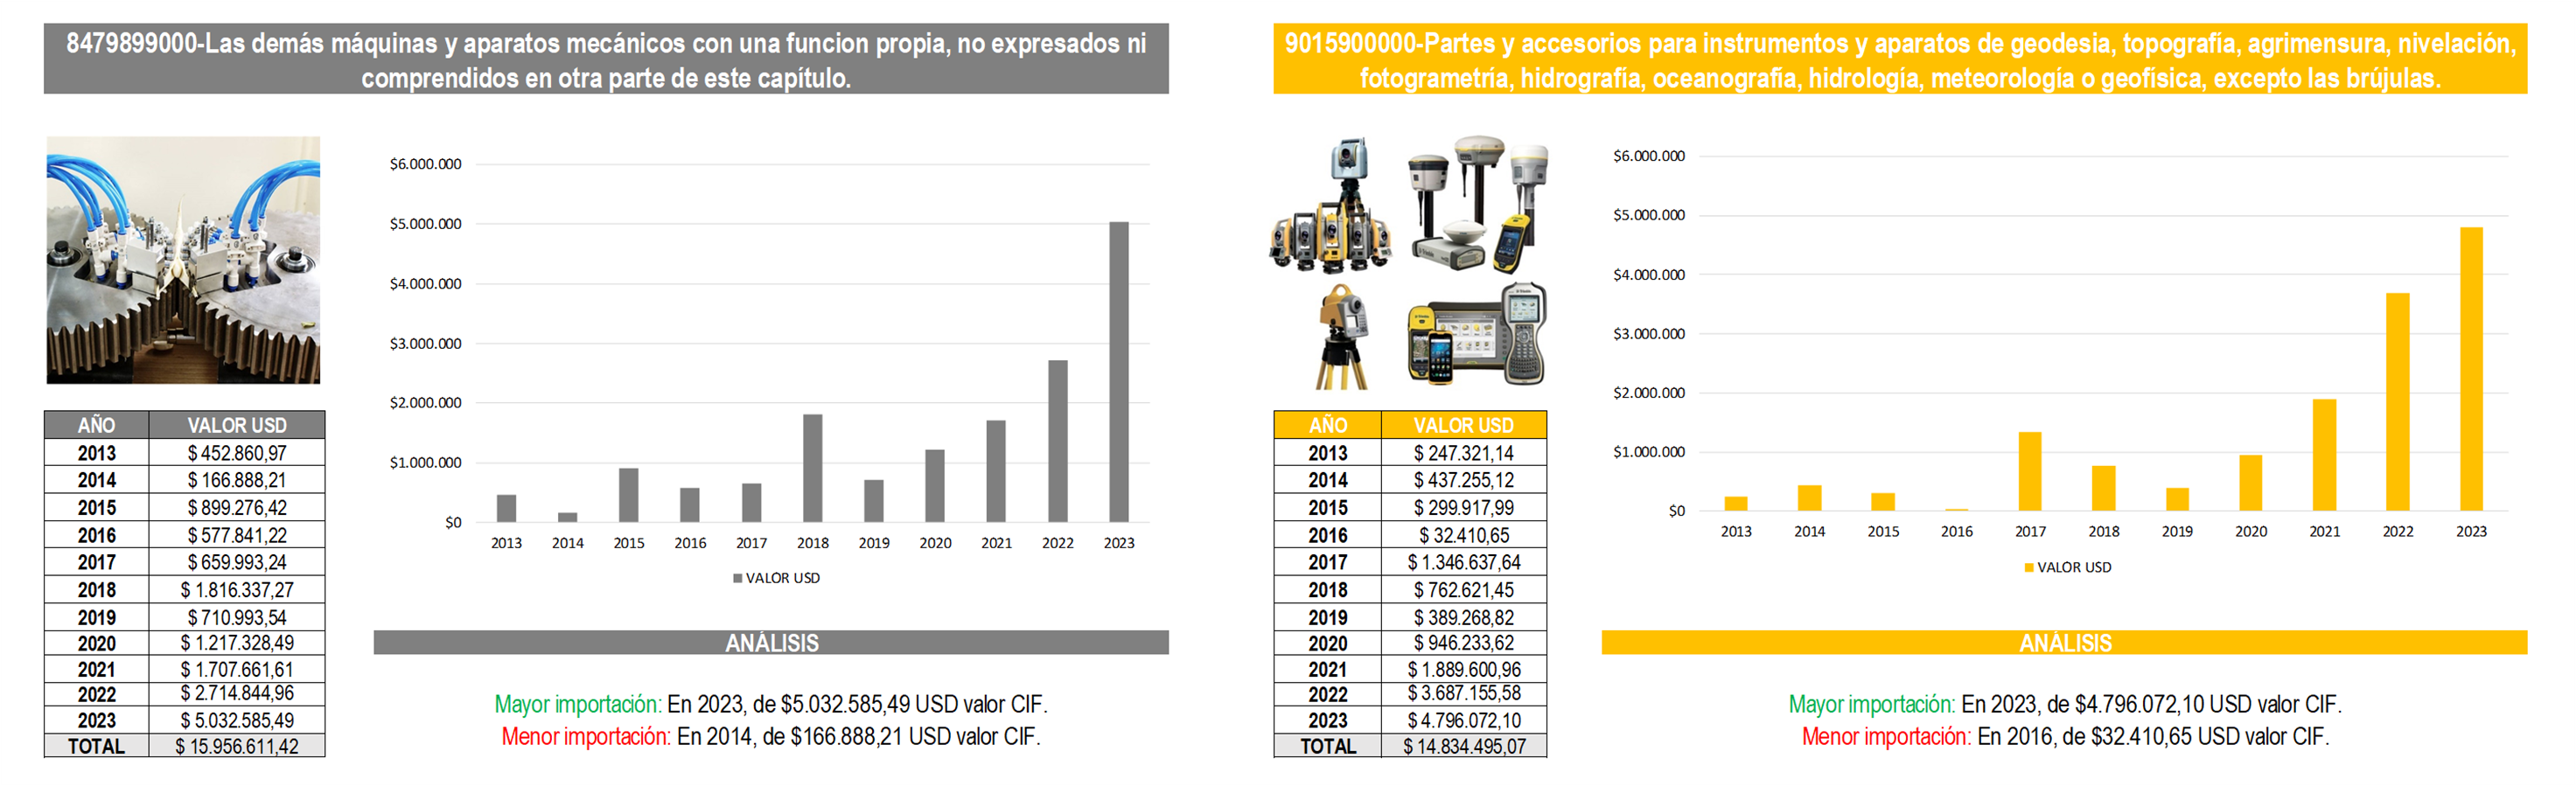 8479899000-Las demás máquinas y aparatos mecánicos con una funcion propia, no expresados ni
comprendidos en otra parte de este capítulo.
$6.000.000
$5.000.000
$4.000.000
$3.000.000
$2.000.000
$1.000.000
$0
2013 2014 2015 2016 2017 2018 2019 2020 2021 2022 2023
VALOR USD
AÑO VALOR USD
2013 $ 452.860,97
2014 $ 166.888,21
2015 $ 899.276,42
2016 $ 577.841,22
2017 $ 659.993,24
2018 $ 1.816.337,27
2019 $ 710.993,54
2020 $ 1.217.328,49
2021 $ 1.707.661,61
2022 $ 2.714.844,96
2023 $ 5.032.585,49
TOTAL $ 15.956.611,42
ANÁLISIS
Mayor importación: En 2023, de $5.032.585,49 USD valor CIF.
Menor importación: En 2014, de $166.888,21 USD valor CIF.
9015900000-Partes y accesorios para instrumentos y aparatos de geodesia, topografía, agrimensura, nivelación,
fotogrametría, hidrografía, oceanografía, hidrología, meteorología o geofísica, excepto las brújulas.
$6.000.000
$5.000.000
$4.000.000
$3.000.000
$2.000.000
$1.000.000
$0
2013 2014 2015 2016 2017 2018 2019 2020 2021 2022 2023
VALOR USD
AÑO VALOR USD
2013 $ 247.321,14
2014 $ 437.255,12
2015 $ 299.917,99
2016 $ 32.410,65
2017 $ 1.346.637,64
2018 $ 762.621,45
2019 $ 389.268,82
2020 $ 946.233,62
2021 $ 1.889.600,96
2022 $ 3.687.155,58
2023 $ 4.796.072,10
TOTAL $ 14.834.495,07
ANÁLISIS
Mayor importación: En 2023, de $4.796.072,10 USD valor CIF.
Menor importación: En 2016, de $32.410,65 USD valor CIF.